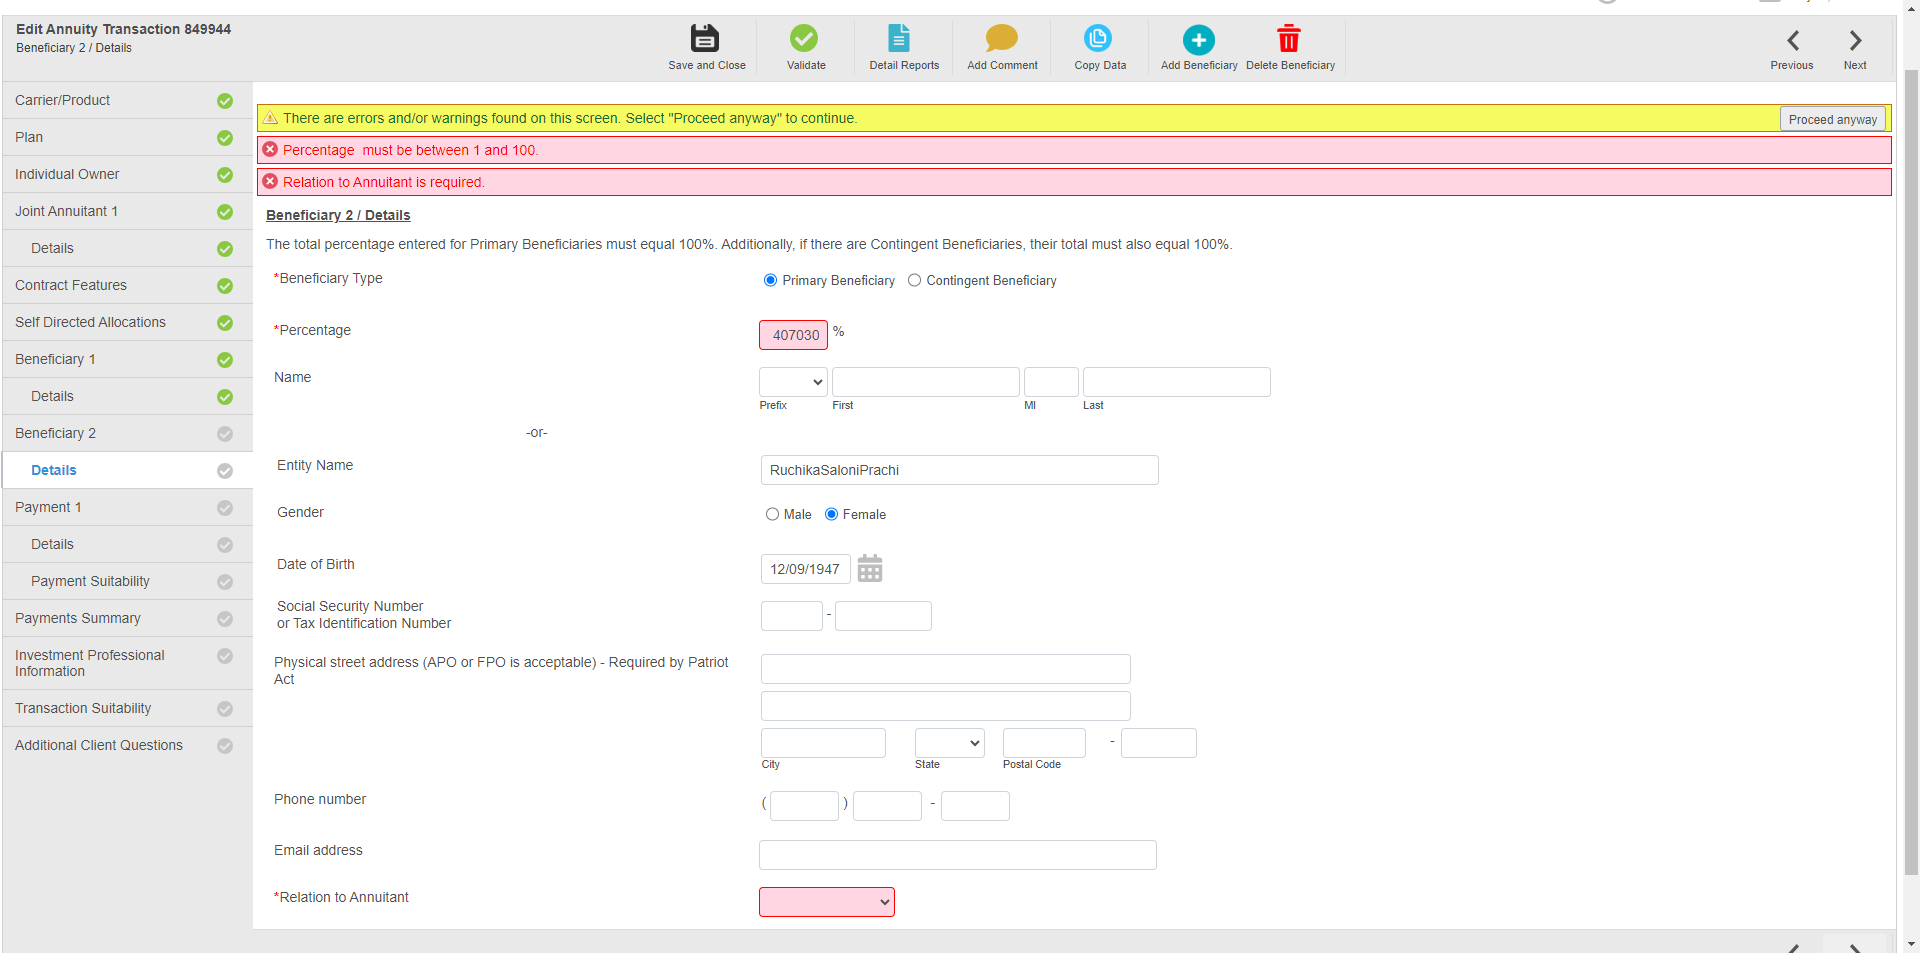 Edit Annuity Transaction 849944
Beneficiary 2 / Details
Save and Close
Validate
Detail Reports
Add Comment
Copy Data
Add Beneficiary
Delete Beneficiary
Previous
Next
Carrier/Product
Plan
Individual Owner
Joint Annuitant 1
Details
Contract Features
Self Directed Allocations
Beneficiary 1
Details
Beneficiary 2
Details
Payment 1
Details
Payment Suitability
Payments Summary
Investment Professional
Information
Transaction Suitability
Additional Client Questions
There are errors and/or warnings found on this screen. Select "Proceed anyway" to continue.
Proceed anyway
Percentage  must be between 1 and 100.
Relation to Annuitant is required.
Beneficiary 2 / Details
The total percentage entered for Primary Beneficiaries must equal 100%. Additionally, if there are Contingent Beneficiaries, their total must also equal 100%.
*Beneficiary Type
Primary Beneficiary
Contingent Beneficiary
*Percentage
407030 %
Name
Prefix
First
MI
Last
-or-
Entity Name
RuchikaSaloniPrachi
Gender
Male
Female
Date of Birth
12/09/1947
Social Security Number
or Tax Identification Number
-
Physical street address (APO or FPO is acceptable) - Required by Patriot
Act
-
City
State
Postal Code
Phone number
( ) -
Email address
*Relation to Annuitant